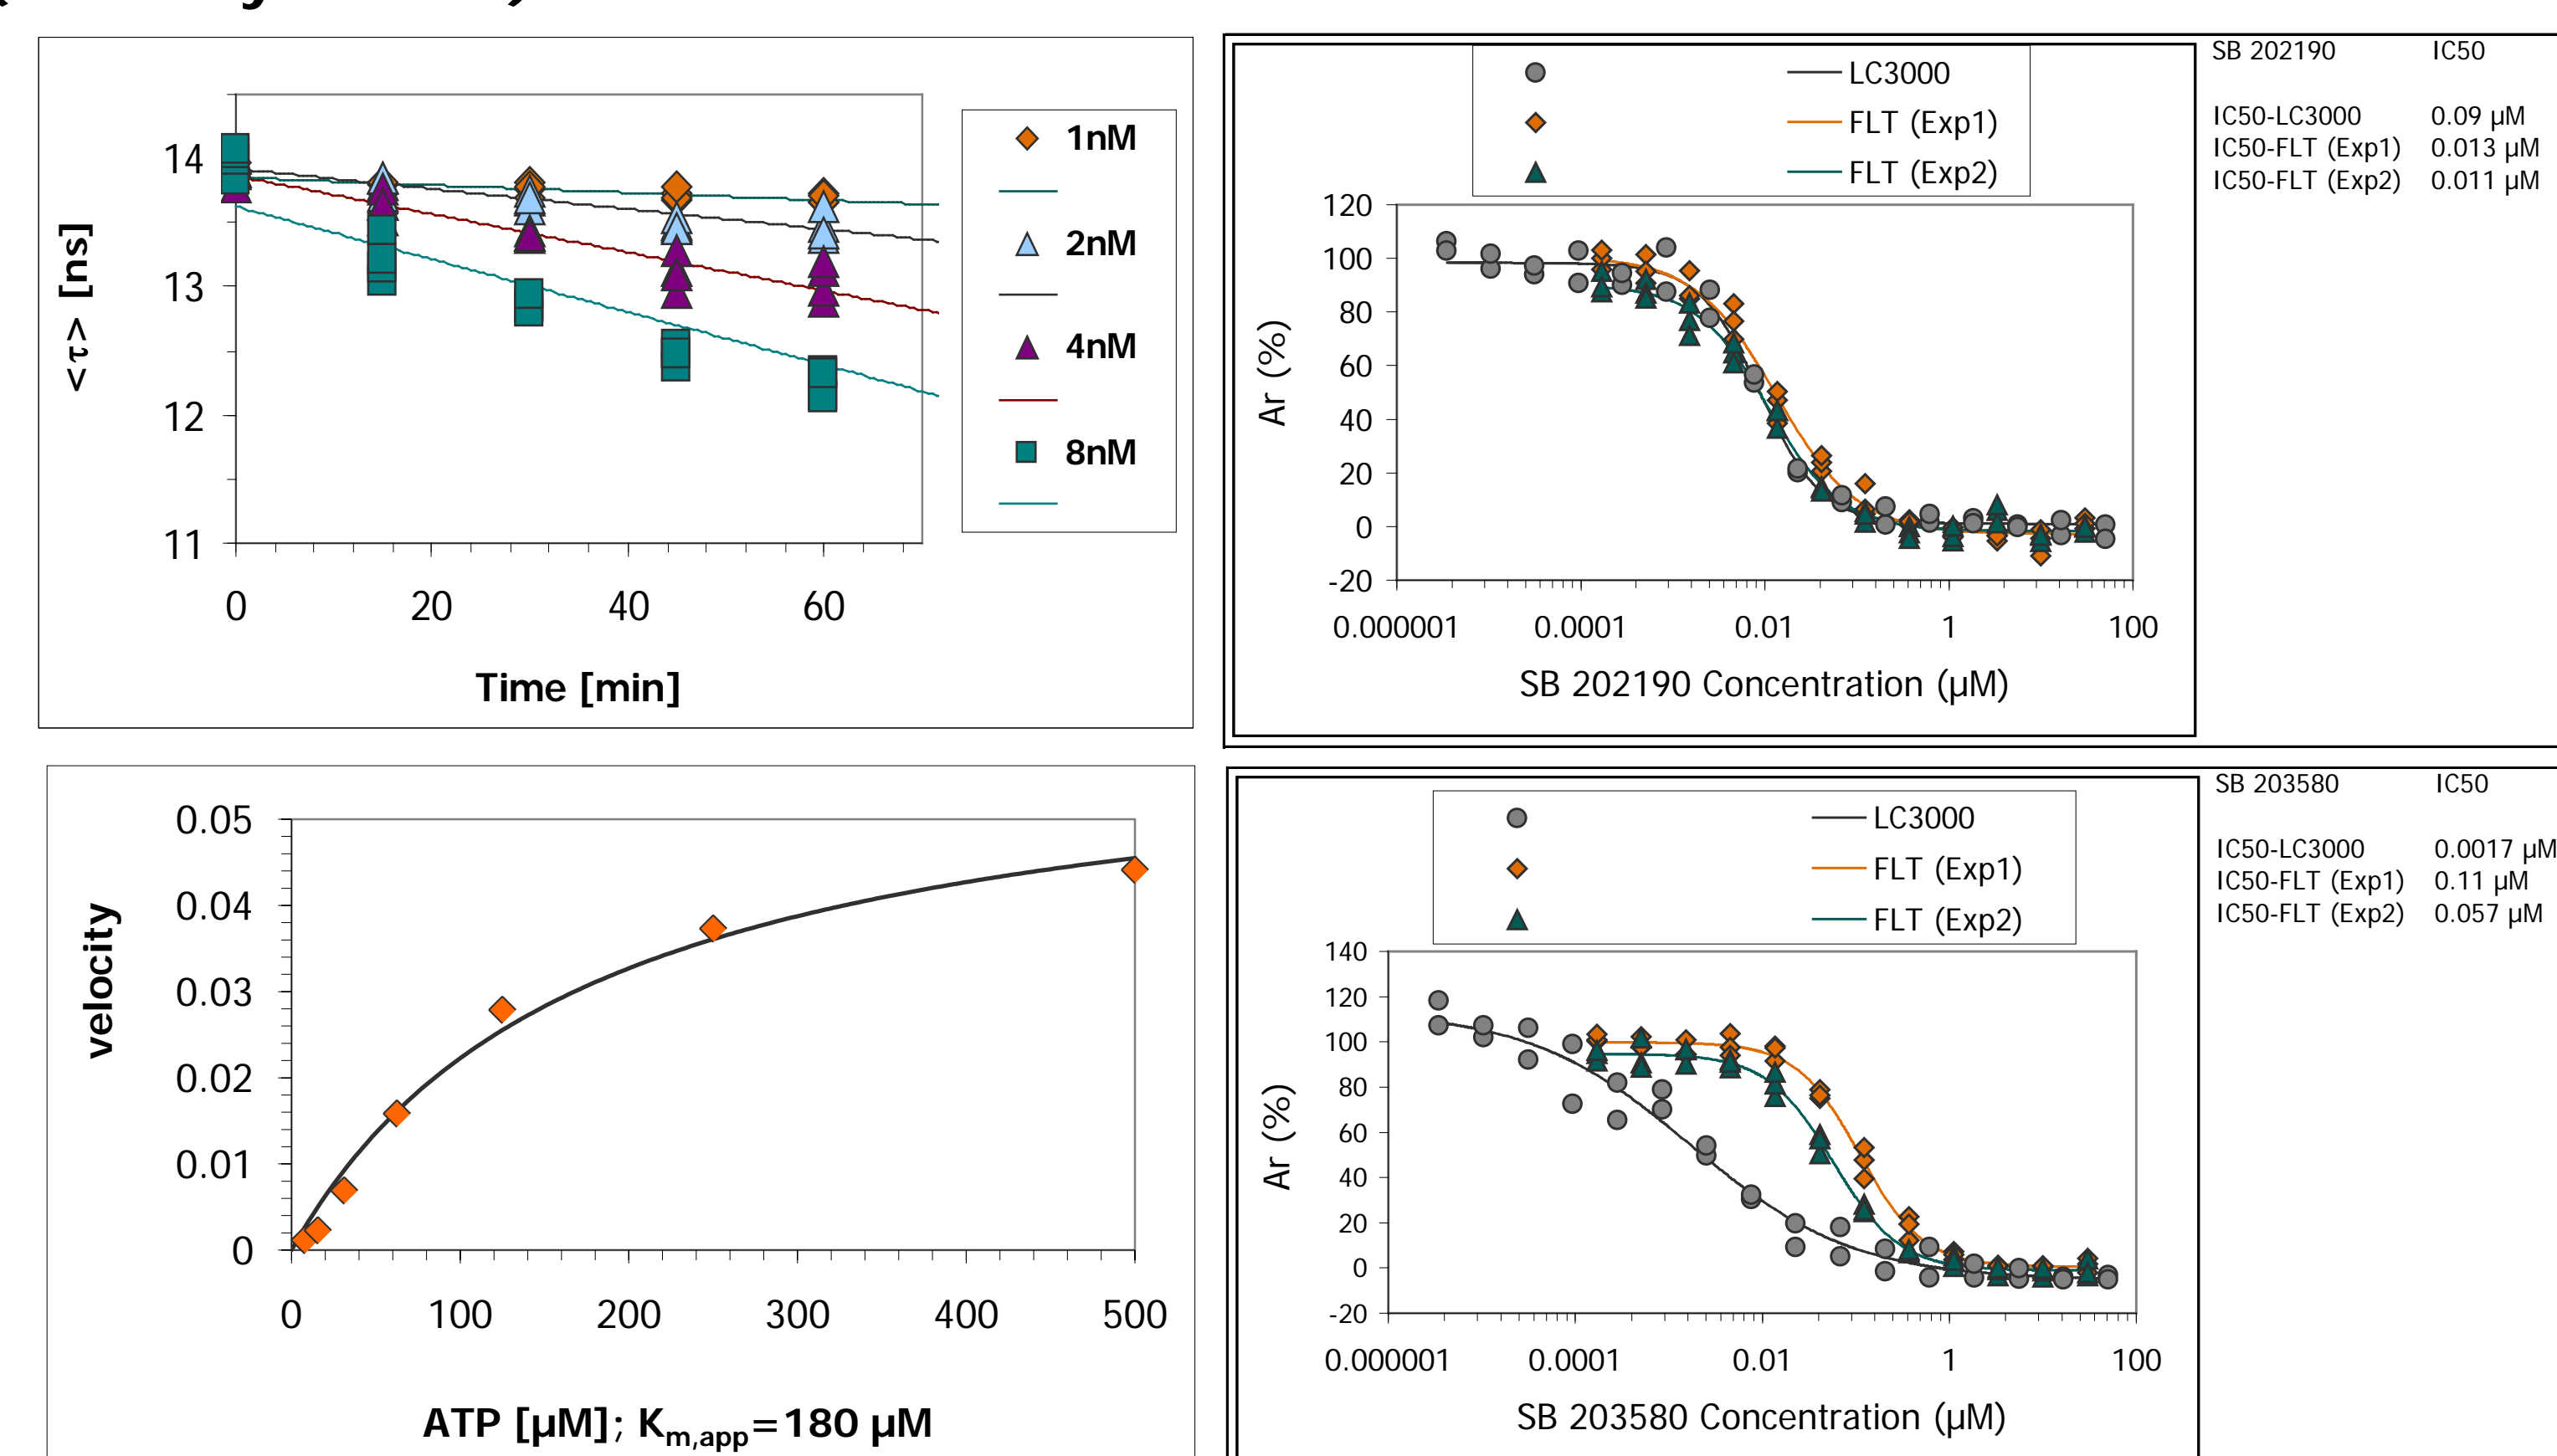 14
13
12
11
0
20
40
60
<τ> [ns]
Time [min]
1nM
2nM
4nM
8nM
LC3000
FLT (Exp1)
FLT (Exp2)
120
100
80
60
40
20
0
-20
0.000001
0.0001
0.01
1
100
Ar (%)
SB 202190 Concentration (µM)
SB 202190 IC50
IC50-LC3000 0.09 µM
IC50-FLT (Exp1) 0.013 µM
IC50-FLT (Exp2) 0.011 µM
0.05
0.04
0.03
0.02
0.01
0
0
100
200
300
400
500
velocity
ATP [µM]; Km,app=180 µM
LC3000
FLT (Exp1)
FLT (Exp2)
140
120
100
80
60
40
20
0
-20
0.000001
0.0001
0.01
1
100
Ar (%)
SB 203580 Concentration (µM)
SB 203580 IC50
IC50-LC3000 0.0017 µM
IC50-FLT (Exp1) 0.11 µM
IC50-FLT (Exp2) 0.057 µM